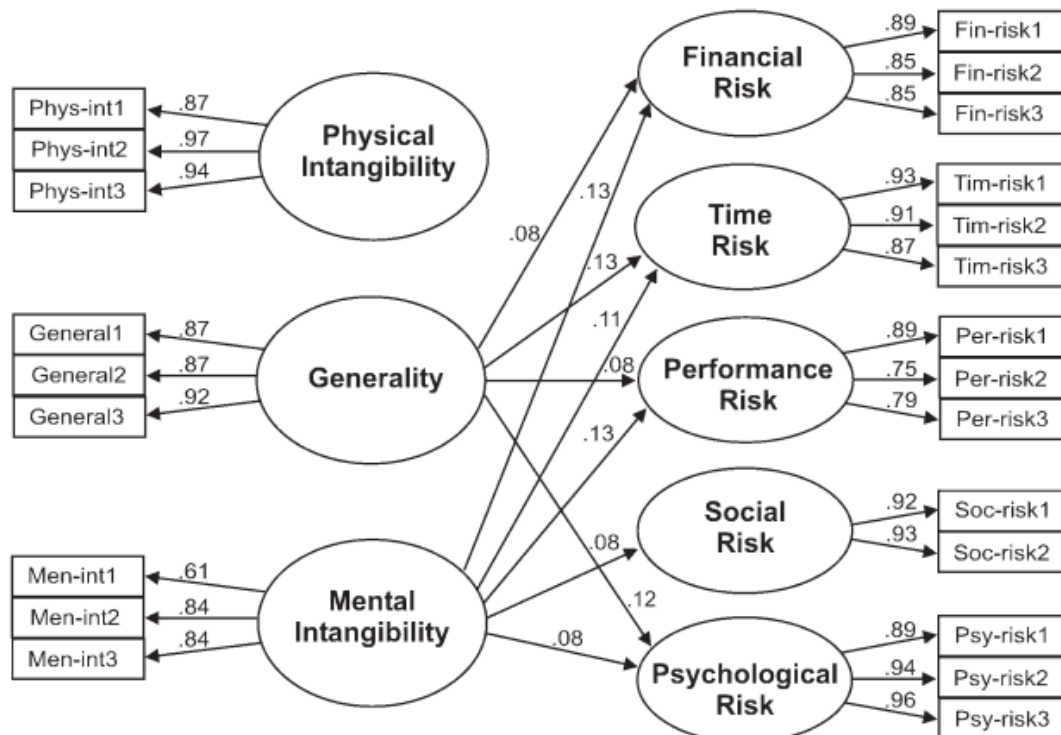 Phys-int1
Phys-int2
Phys-int3
.87
.97
.94
Physical
Intangibility
General1
General2
General3
.87
.87
.92
Generality
Men-int1
Men-int2
Men-int3
.61
.84
.84
Mental
Intangibility
.08
.13
.13
.11
.08
.13
.08
.12
.08
Financial
Risk
.89
.85
.85
Fin-risk1
Fin-risk2
Fin-risk3
Time
Risk
.93
.91
.87
Tim-risk1
Tim-risk2
Tim-risk3
Performance
Risk
.89
.75
.79
Per-risk1
Per-risk2
Per-risk3
Social
Risk
.92
.93
Soc-risk1
Soc-risk2
Psychological
Risk
.89
.94
.96
Psy-risk1
Psy-risk2
Psy-risk3